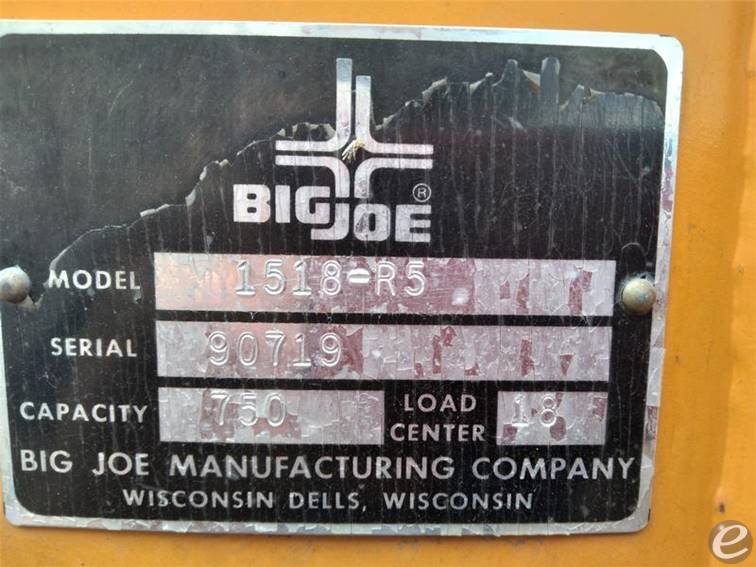 BIG JOE ®
MODEL 1518-R5
SERIAL 90719
CAPACITY 750 LOAD CENTER 18
BIG JOE MANUFACTURING COMPANY
WISCONSIN DELLS, WISCONSIN
e